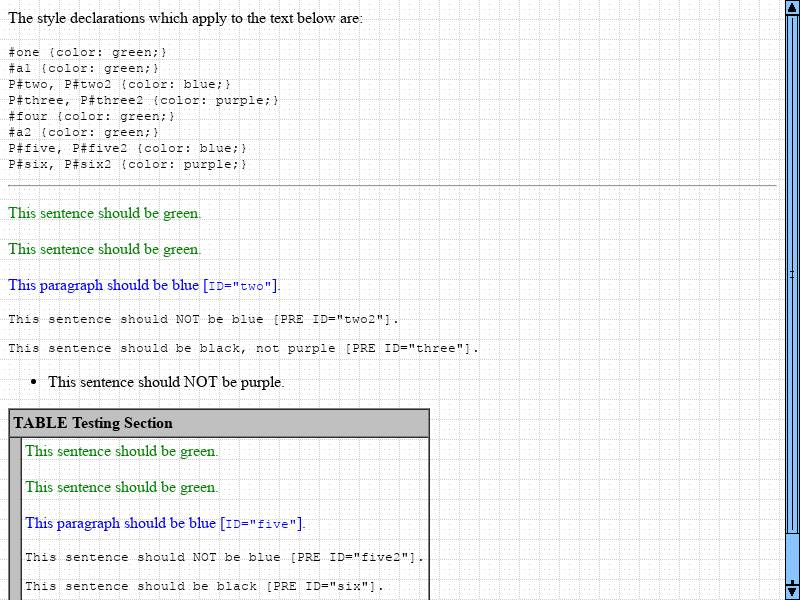 The style declarations which apply to the text below are:
#one {color: green;}
#a1 {color: green;}
P#two, P#two2 {color: blue;}
P#three, P#three2 {color: purple;}
#four {color: green;}
#a2 {color: green;}
P#five, P#five2 {color: blue;}
P#six, P#six2 {color: purple;}
This sentence should be green.
This sentence should be green.
This paragraph should be blue [ID="two"].
This sentence should NOT be blue [PRE ID="two2"].
This sentence should be black, not purple [PRE ID="three"].
• This sentence should NOT be purple.
TABLE Testing Section
This sentence should be green.
This sentence should be green.
This paragraph should be blue [ID="five"].
This sentence should NOT be blue [PRE ID="five2"].
This sentence should be black [PRE ID="six"].